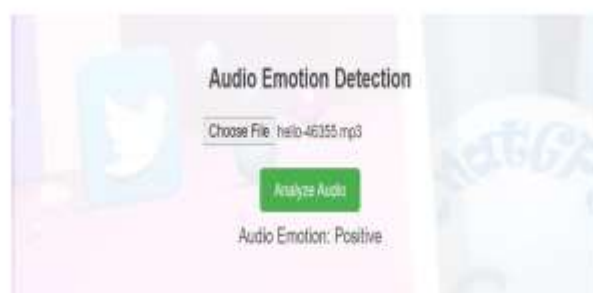 Audio Emotion Detection
Choose File hello-46355.mp3
Analyze Audio
Audio Emotion: Positive